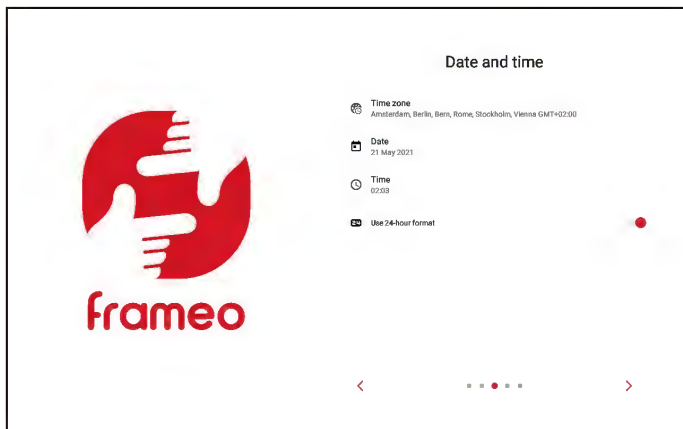 frameo
Date and time
Time zone
Amsterdam, Berlin, Bern, Rome, Stockholm, Vienna GMT+02:00
Date
21 May 2021
Time
02:03
24 Use 24-hour format